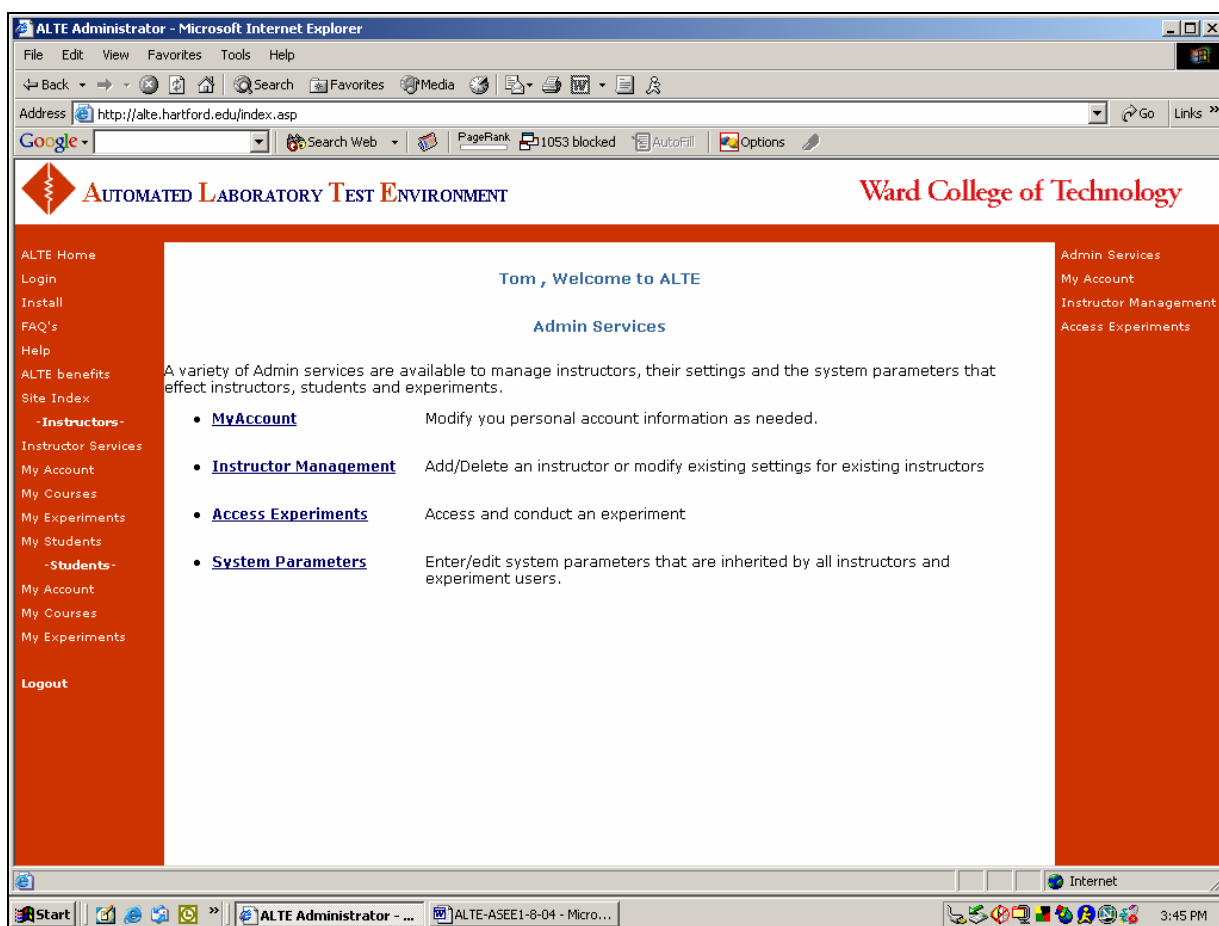 ALTE Administrator - Microsoft Internet Explorer
File Edit View Favorites Tools Help
Back Search Favorites Media
Address http://alte.hartford.edu/index.asp Go Links »
Google Search Web PageRank 1053 blocked AutoFill Options
AUTOMATED LABORATORY TEST ENVIRONMENT
Ward College of Technology
ALTE Home
Login
Install
FAQ's
Help
ALTE benefits
Site Index
-Instructors-
Instructor Services
My Account
My Courses
My Experiments
My Students
-Students-
My Account
My Courses
My Experiments
Logout
Tom , Welcome to ALTE
Admin Services
A variety of Admin services are available to manage instructors, their settings and the system parameters that
effect instructors, students and experiments.
• MyAccount Modify you personal account information as needed.
• Instructor Management Add/Delete an instructor or modify existing settings for existing instructors
• Access Experiments Access and conduct an experiment
• System Parameters Enter/edit system parameters that are inherited by all instructors and
experiment users.
Admin Services
My Account
Instructor Management
Access Experiments
Internet
Start » ALTE Administrator - ... ALTE-ASEE1-8-04 - Micro... 3:45 PM